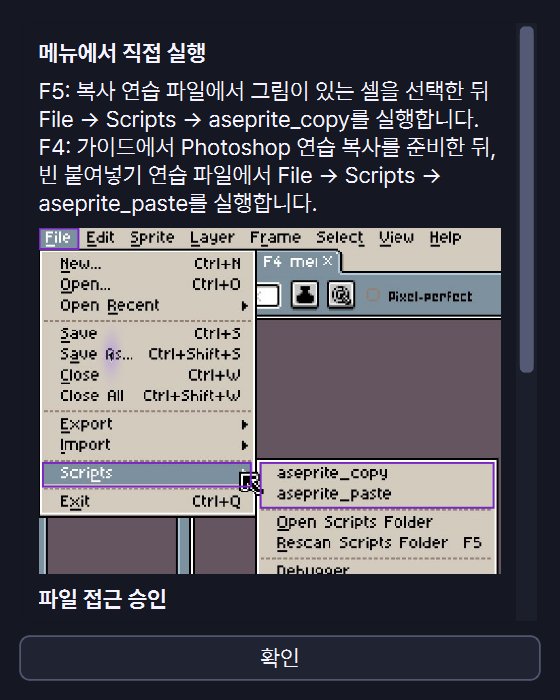 메뉴에서 직접 실행
F5: 복사 연습 파일에서 그림이 있는 셀을 선택한 뒤
File → Scripts → aseprite_copy를 실행합니다.
F4: 가이드에서 Photoshop 연습 복사를 준비한 뒤,
빈 붙여넣기 연습 파일에서 File → Scripts →
aseprite_paste를 실행합니다.
File Edit Sprite Layer Frame Select View Help
New... Ctrl+N
F4 mei X
Open... Ctrl+O
Open Recent
Pixel-perfect
Save Ctrl+S
Save As... Ctrl+Shift+S
Close Ctrl+W
Close All Ctrl+Shift+W
Export
Import
Scripts
aseprite_copy
aseprite_paste
Exit Ctrl+Q
Open Scripts Folder
Rescan Scripts Folder F5
Debugger
파일 접근 승인
확인